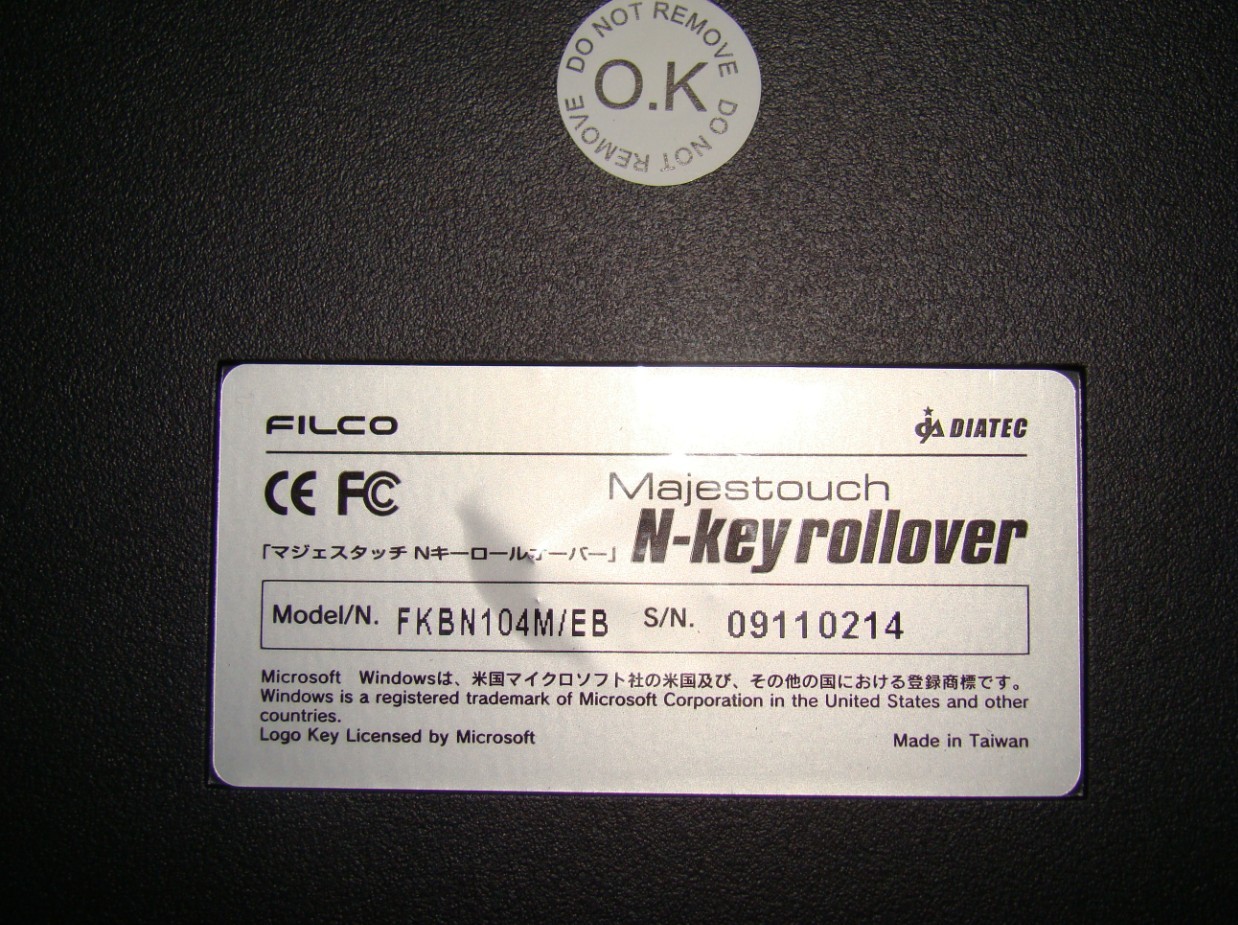 DO NOT REMOVE DO NOT REMOVE
O.K
FILCO
DIATEC
CE FC
Majestouch
N-key rollover
「マジェスタッチ Nキーロールオーバー」
Model/N. FKBN104M/EB S/N. 09110214
Microsoft Windowsは、米国マイクロソフト社の米国及び、その他の国における登録商標です。
Windows is a registered trademark of Microsoft Corporation in the United States and other
countries.
Logo Key Licensed by Microsoft
Made in Taiwan